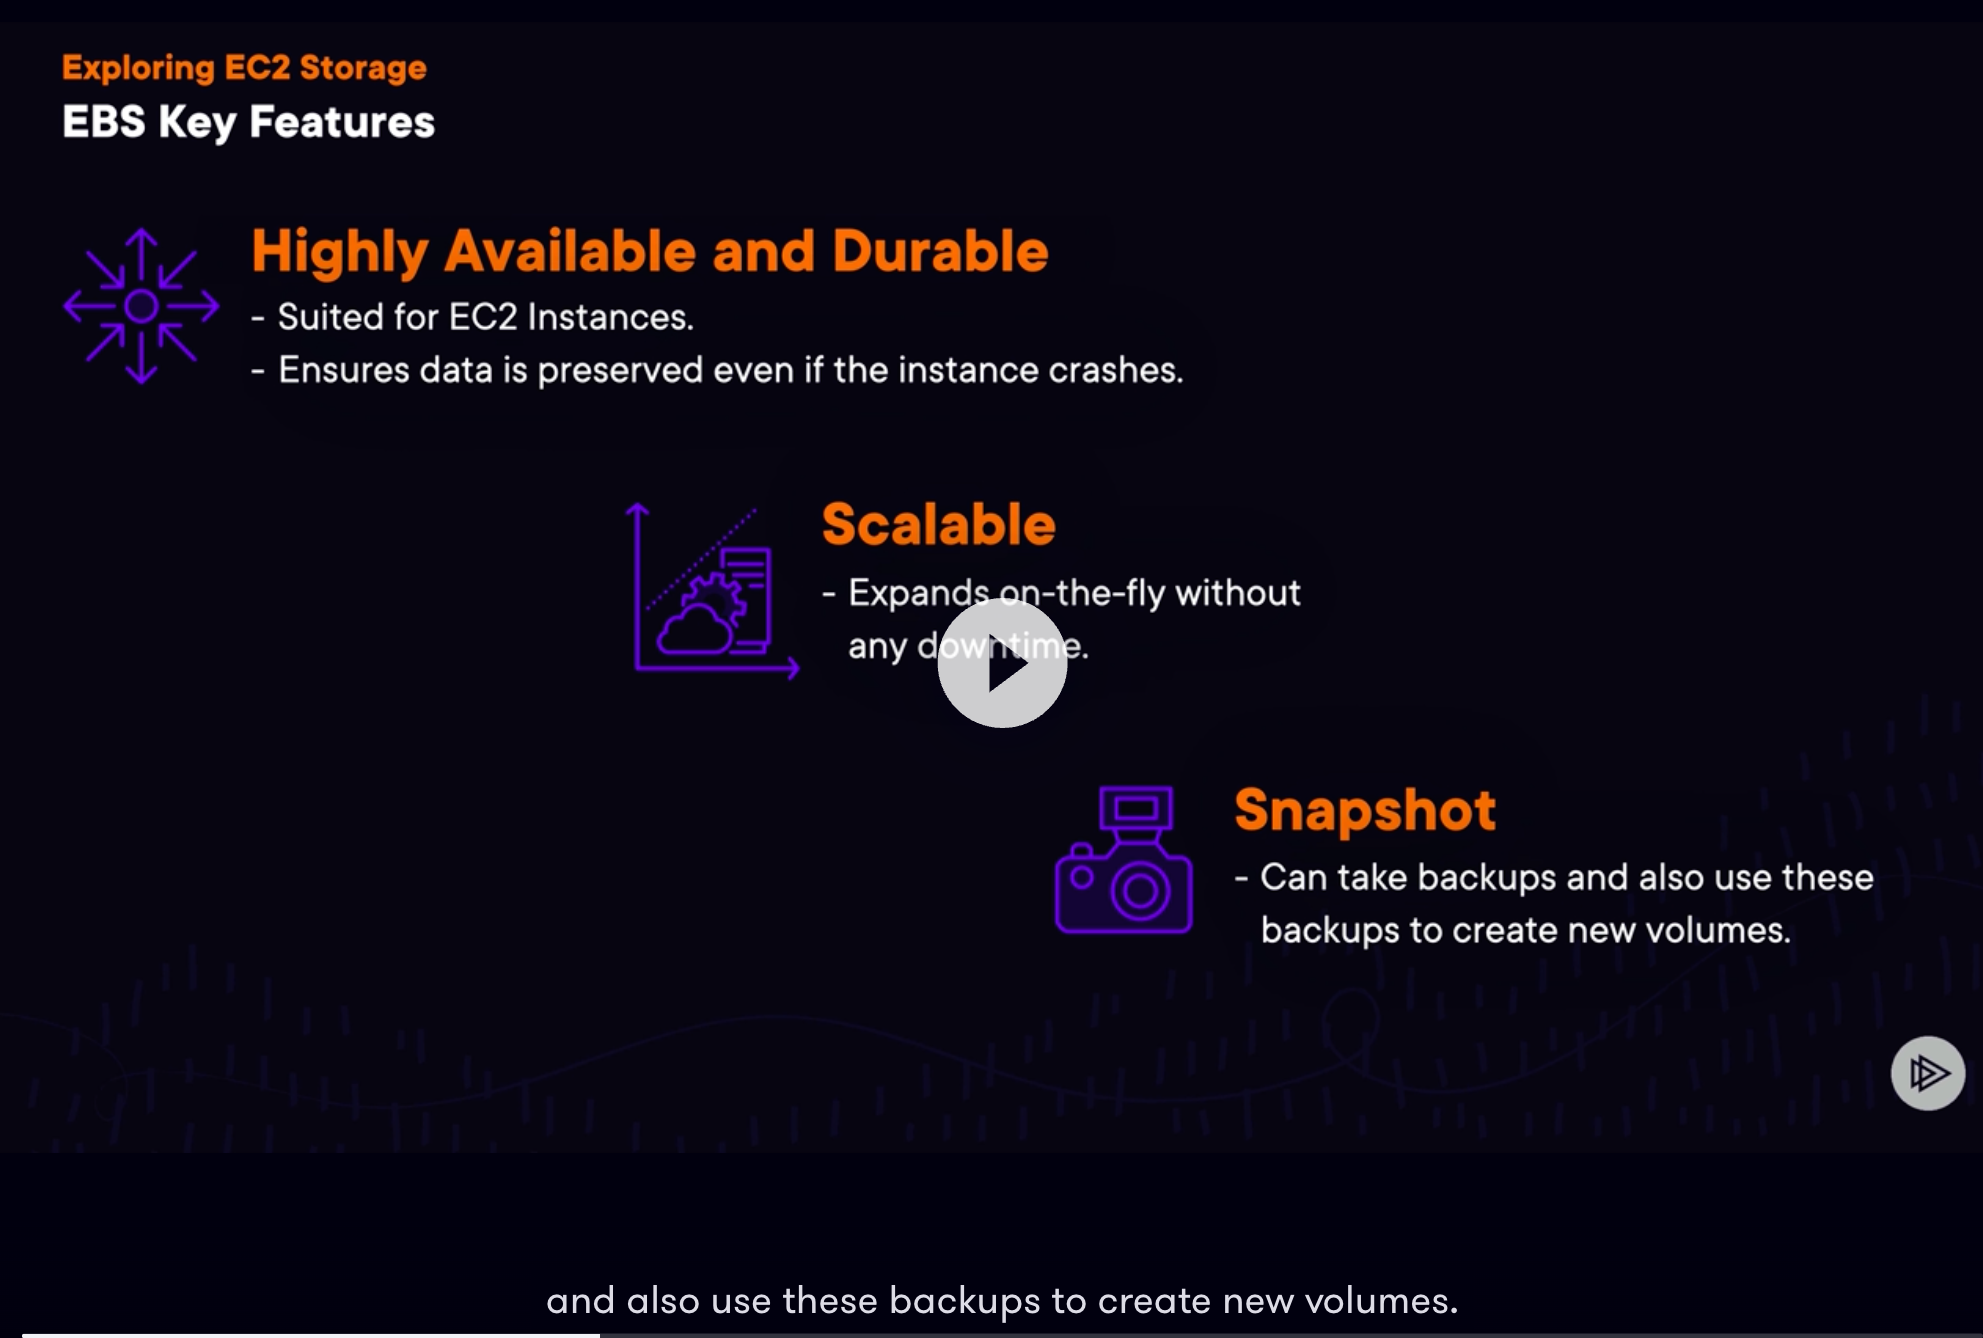 Exploring EC2 Storage
EBS Key Features
Highly Available and Durable
- Suited for EC2 Instances.
- Ensures data is preserved even if the instance crashes.
Scalable
- Expands on-the-fly without
any downtime.
Snapshot
- Can take backups and also use these
backups to create new volumes.
and also use these backups to create new volumes.